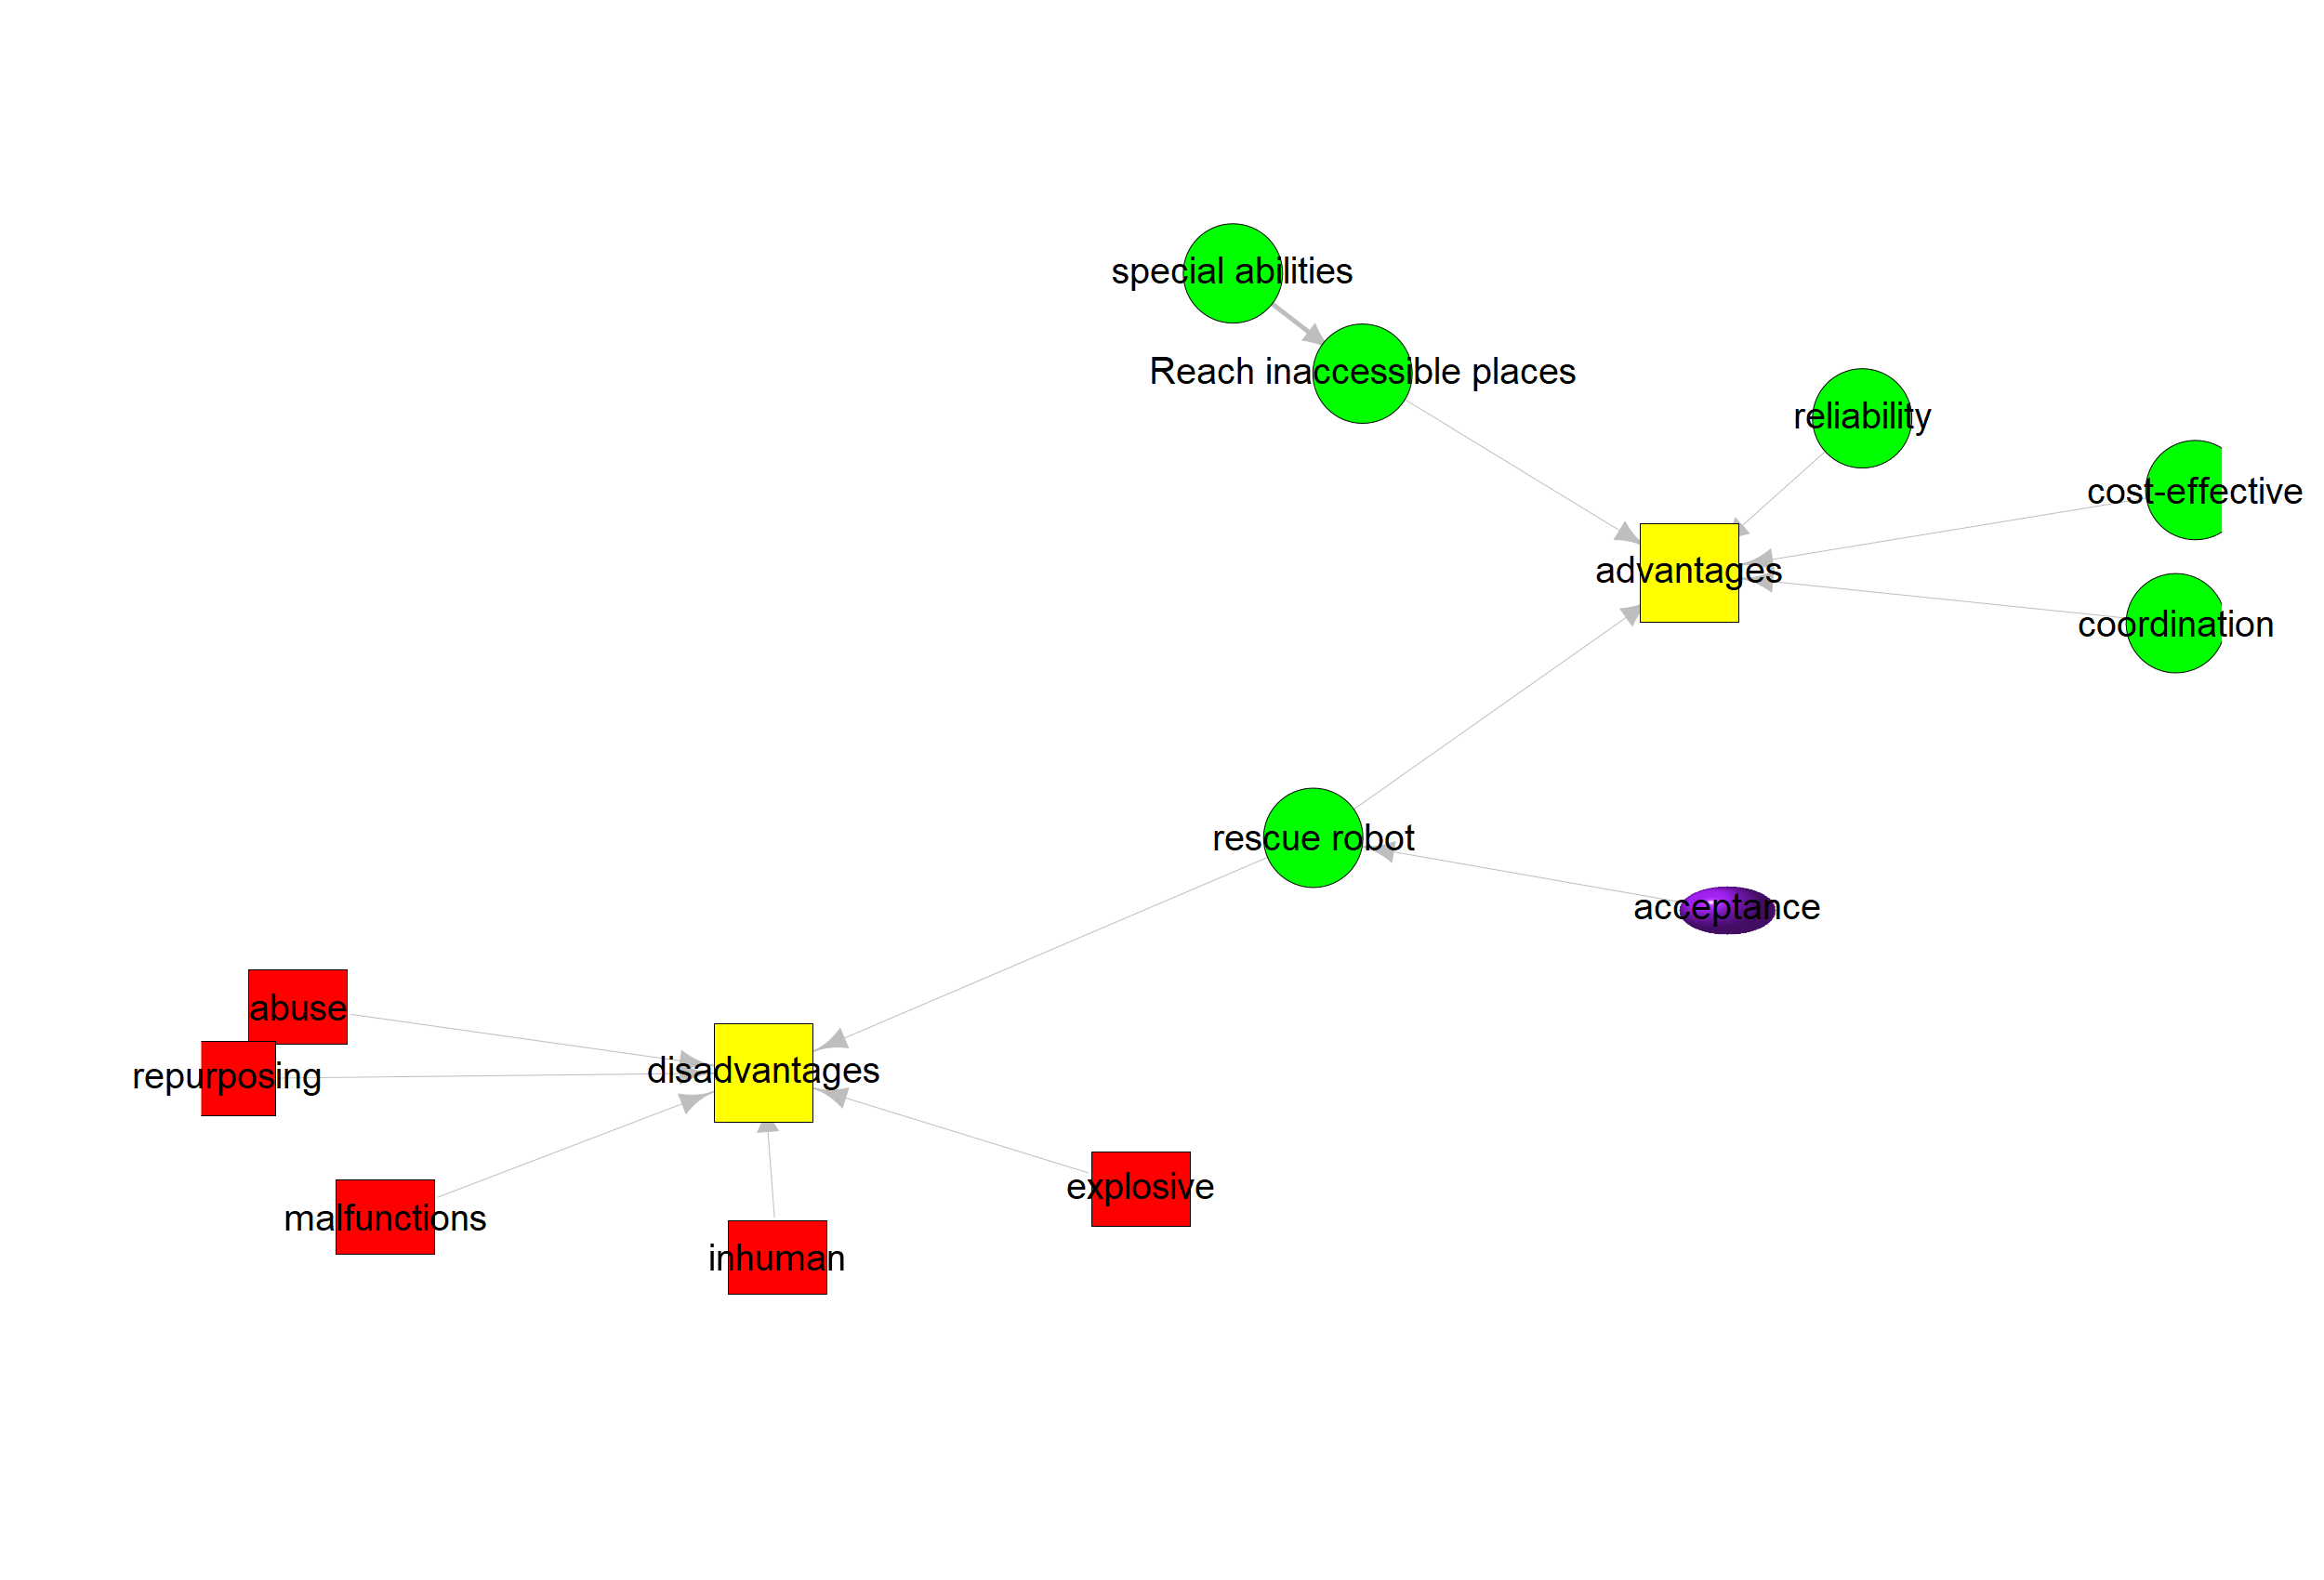 special abilities
Reach inaccessible places
reliability
cost-effective
advantages
coordination
rescue robot
acceptance
abuse
disadvantages
repurposing
explosive
malfunctions
inhuman